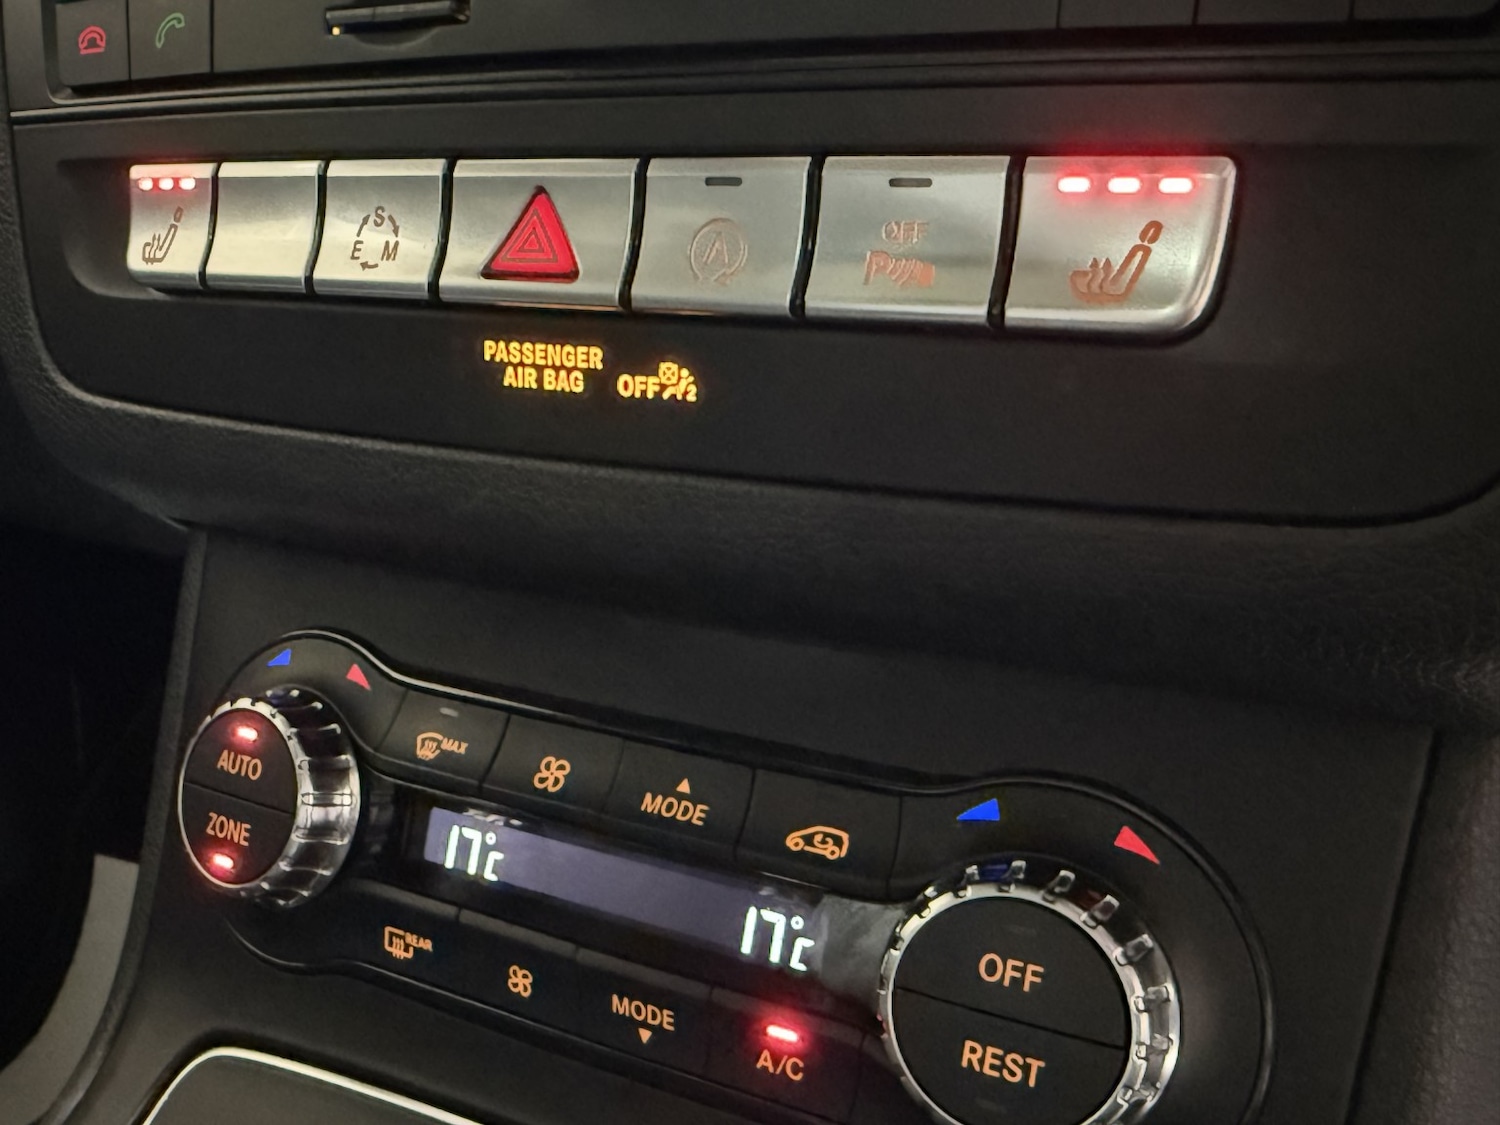 S
E M
OFF
P
PASSENGER
AIR BAG
OFF 2
MAX
AUTO
MODE
ZONE
17°C
17°C
REAR
OFF
MODE
A/C
REST